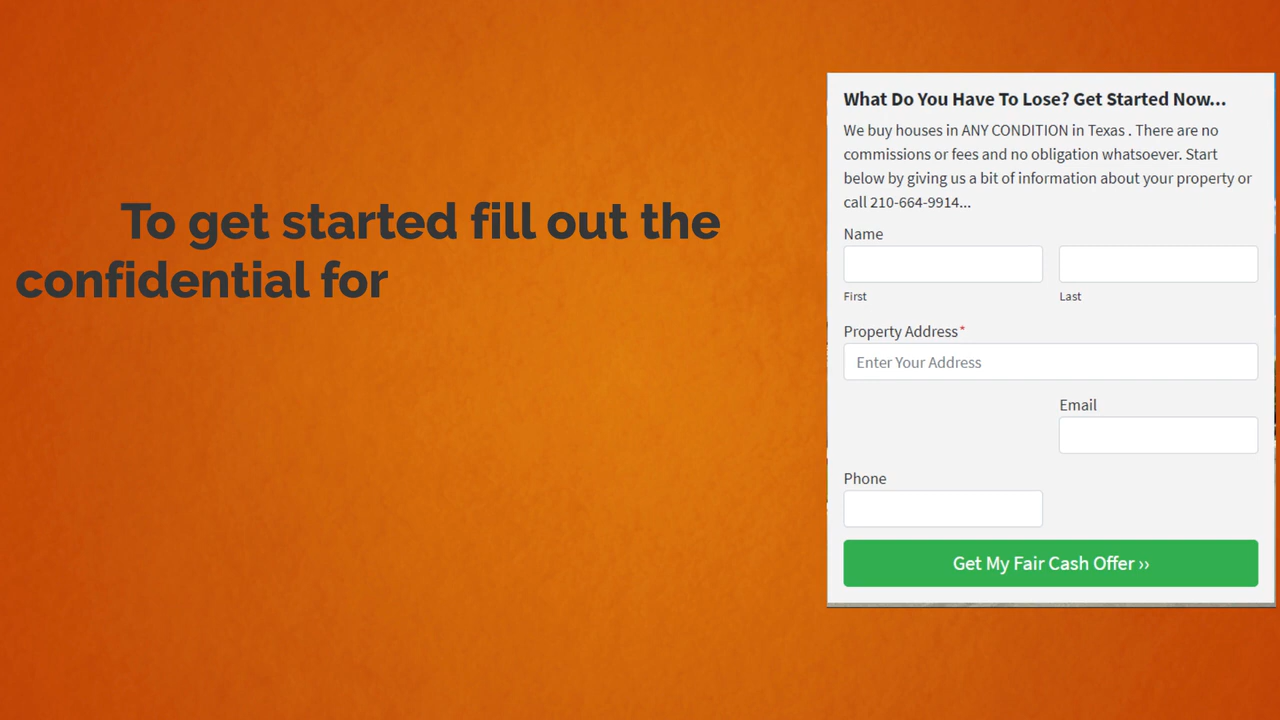 To get started fill out the
confidential for
What Do You Have To Lose? Get Started Now...
We buy houses in ANY CONDITION in Texas . There are no
commissions or fees and no obligation whatsoever. Start
below by giving us a bit of information about your property or
call 210-664-9914...
Name
First Last
Property Address*
Enter Your Address
Email
Phone
Get My Fair Cash Offer ››